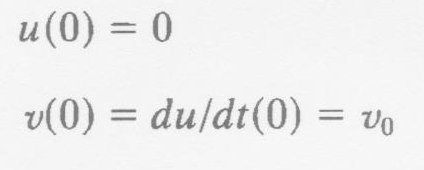 u(0) = 0
v(0) = du/dt(0) = v₀